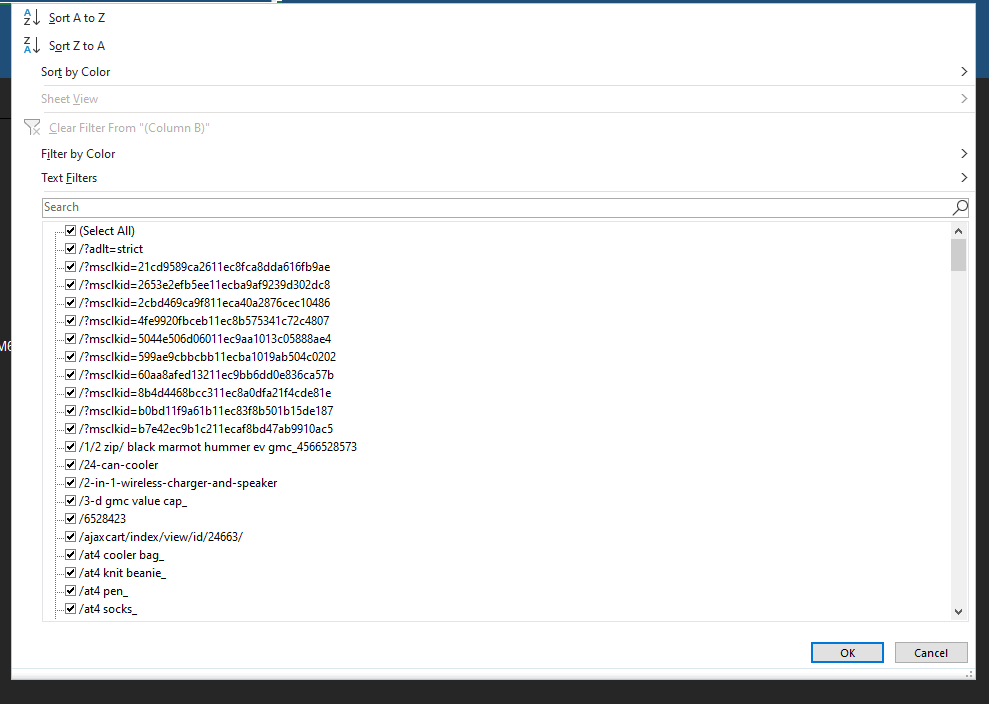 Sort A to Z
Sort Z to A
Sort by Color
Sheet View
Clear Filter From "(Column B)"
Filter by Color
Text Filters
Search
(Select All)
/?adlt=strict
/?msclkid=21cd9589ca2611ec8fca8dda616fb9ae
/?msclkid=2653e2efb5ee11ecba9af9239d302dc8
/?msclkid=2cbd469ca9f811eca40a2876cec10486
/?msclkid=4fe9920fbceb11ec8b575341c72c4807
/?msclkid=5044e506d06011ec9aa1013c05888ae4
/?msclkid=599ae9cbbcbb11ecba1019ab504c0202
/?msclkid=60aa8afed13211ec9bb6dd0e836ca57b
/?msclkid=8b4d4468bcc311ec8a0dfa21f4cde81e
/?msclkid=b0bd11f9a61b11ec83f8b501b15de187
/?msclkid=b7e42ec9b1c211ecaf8bd47ab9910ac5
/1/2 zip/ black marmot hummer ev gmc_4566528573
/24-can-cooler
/2-in-1-wireless-charger-and-speaker
/3-d gmc value cap_
/6528423
/ajaxcart/index/view/id/24663/
/at4 cooler bag_
/at4 knit beanie_
/at4 pen_
/at4 socks_
OK Cancel